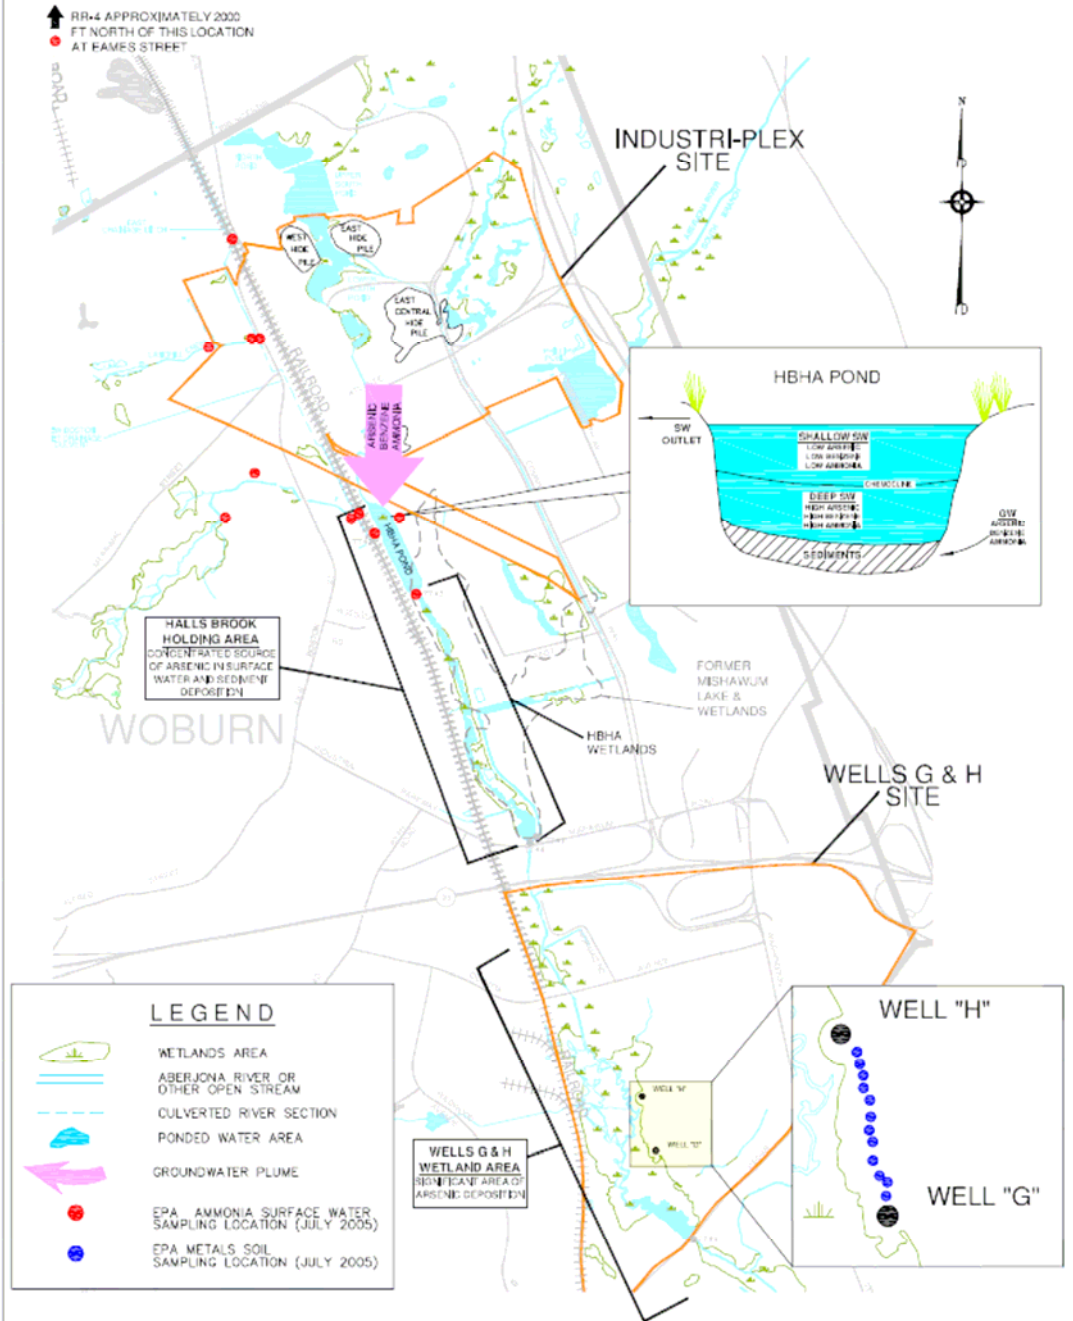 RR-4 APPROXIMATELY 2000
FT NORTH OF THIS LOCATION
AT EAMES STREET
INDUSTRI-PLEX
SITE
N
WEST
HIDE
PILE
EAST
HIDE
PILE
EAST
CENTRAL
HIDE
PILE
RAILROAD
ARSENIC
BENZENE
AMMONIA
HBHA POND
SW
OUTLET
SHALLOW SW
LOW ARSENIC
LOW BENZENE
LOW AMMONIA
CHEMOCLINE
DEEP SW
HIGH ARSENIC
HIGH BENZENE
HIGH AMMONIA
SEDIMENTS
GW
ARSENIC
BENZENE
AMMONIA
HBHA POND
HALLS BROOK
HOLDING AREA
CONCENTRATED SOURCE
OF ARSENIC IN SURFACE
WATER AND SEDIMENT
DEPOSITION
FORMER
MISHAWUM
LAKE &
WETLANDS
WOBURN
HBHA
WETLANDS
WELLS G & H
SITE
LEGEND
WETLANDS AREA
ABERJONA RIVER OR
OTHER OPEN STREAM
CULVERTED RIVER SECTION
PONDED WATER AREA
GROUNDWATER PLUME
EPA AMMONIA SURFACE WATER
SAMPLING LOCATION (JULY 2005)
EPA METALS SOIL
SAMPLING LOCATION (JULY 2005)
RAILROAD
WELL "H"
WELL "G"
WELLS G & H
WETLAND AREA
SIGNIFICANT AREA OF
ARSENIC DEPOSITION
WELL "H"
WELL "G"